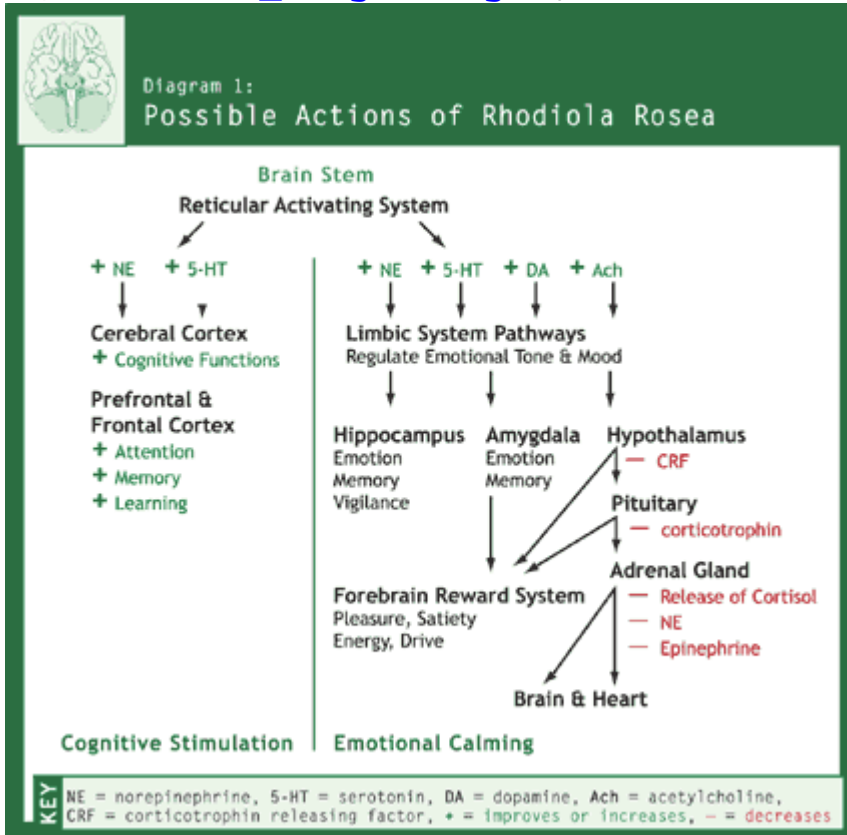 Diagram 1:
Possible Actions of Rhodiola Rosea
Brain Stem
Reticular Activating System
+ NE + 5-HT
Cerebral Cortex
+ Cognitive Functions
Prefrontal &
Frontal Cortex
+ Attention
+ Memory
+ Learning
Cognitive Stimulation
+ NE + 5-HT + DA + Ach
Limbic System Pathways
Regulate Emotional Tone & Mood
Hippocampus
Emotion
Memory
Vigilance
Amygdala
Emotion
Memory
Hypothalamus
— CRF
Pituitary
— corticotrophin
Adrenal Gland
— Release of Cortisol
— NE
— Epinephrine
Forebrain Reward System
Pleasure, Satiety
Energy, Drive
Brain & Heart
Emotional Calming
KEY
NE = norepinephrine, 5-HT = serotonin, DA = dopamine, Ach = acetylcholine,
CRF = corticotrophin releasing factor, + = improves or increases, — = decreases